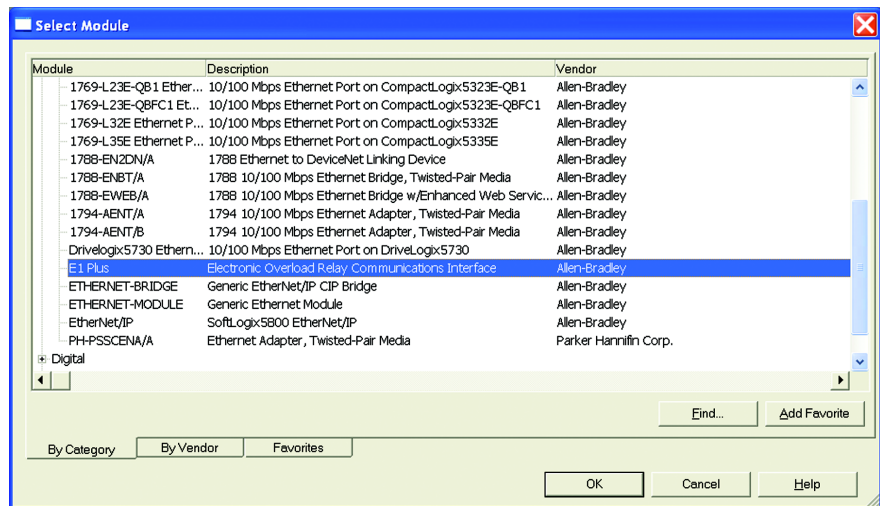 Select Module
Module Description Vendor
1769-L23E-QB1 Ether... 10/100 Mbps Ethernet Port on CompactLogix5323E-QB1 Allen-Bradley
1769-L23E-QBFC1 Et... 10/100 Mbps Ethernet Port on CompactLogix5323E-QBFC1 Allen-Bradley
1769-L32E Ethernet P... 10/100 Mbps Ethernet Port on CompactLogix5332E Allen-Bradley
1769-L35E Ethernet P... 10/100 Mbps Ethernet Port on CompactLogix5335E Allen-Bradley
1788-EN2DN/A 1788 Ethernet to DeviceNet Linking Device Allen-Bradley
1788-ENBT/A 1788 10/100 Mbps Ethernet Bridge, Twisted-Pair Media Allen-Bradley
1788-EWEB/A 1788 10/100 Mbps Ethernet Bridge w/Enhanced Web Servic... Allen-Bradley
1794-AENT/A 1794 10/100 Mbps Ethernet Adapter, Twisted-Pair Media Allen-Bradley
1794-AENT/B 1794 10/100 Mbps Ethernet Adapter, Twisted-Pair Media Allen-Bradley
Drivelogix5730 Ethern... 10/100 Mbps Ethernet Port on DriveLogix5730 Allen-Bradley
E1 Plus Electronic Overload Relay Communications Interface Allen-Bradley
ETHERNET-BRIDGE Generic EtherNet/IP CIP Bridge Allen-Bradley
ETHERNET-MODULE Generic Ethernet Module Allen-Bradley
EtherNet/IP SoftLogix5800 EtherNet/IP Allen-Bradley
PH-PSSCENA/A Ethernet Adapter, Twisted-Pair Media Parker Hannifin Corp.
Digital
Find... Add Favorite
By Category By Vendor Favorites
OK Cancel Help